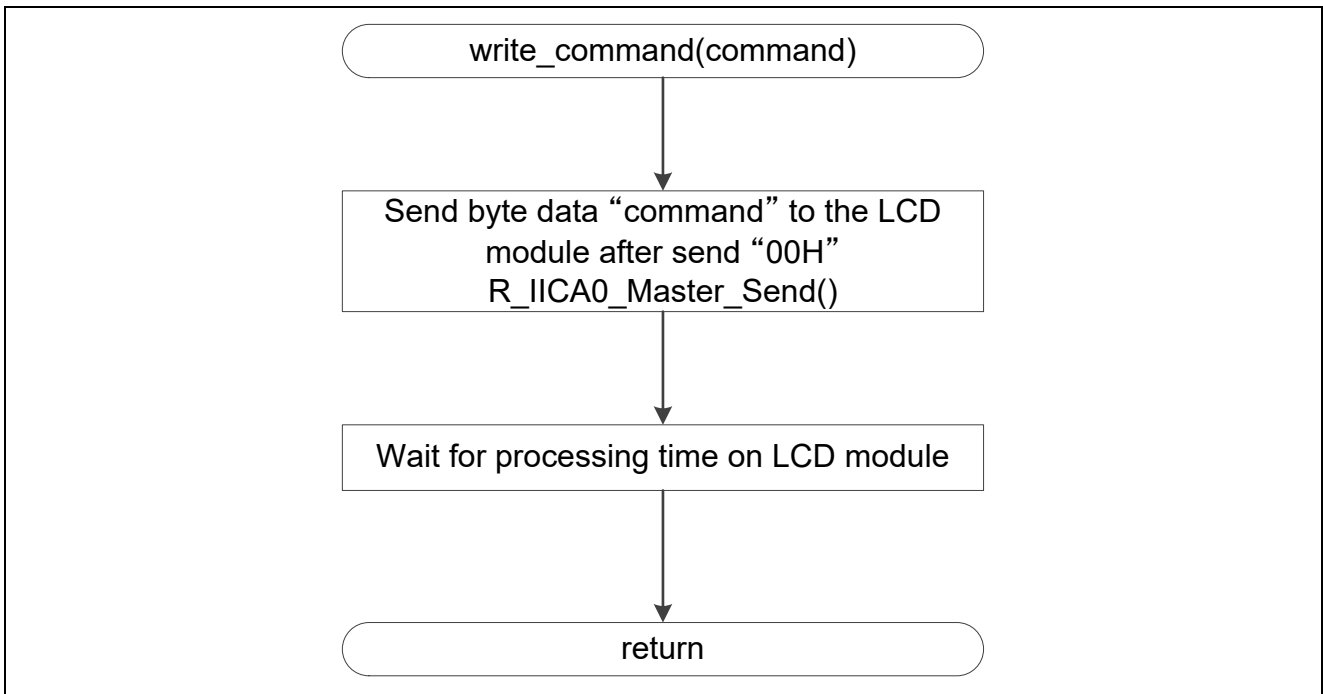 write_command(command)
Send byte data “command” to the LCD
module after send “00H”
R_IICA0_Master_Send()
Wait for processing time on LCD module
return